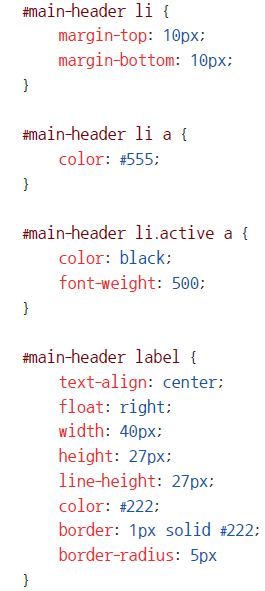 #main-header li {
    margin-top: 10px;
    margin-bottom: 10px;
}

#main-header li a {
    color: #555;
}

#main-header li.active a {
    color: black;
    font-weight: 500;
}

#main-header label {
    text-align: center;
    float: right;
    width: 40px;
    height: 27px;
    line-height: 27px;
    color: #222;
    border: 1px solid #222;
    border-radius: 5px
}